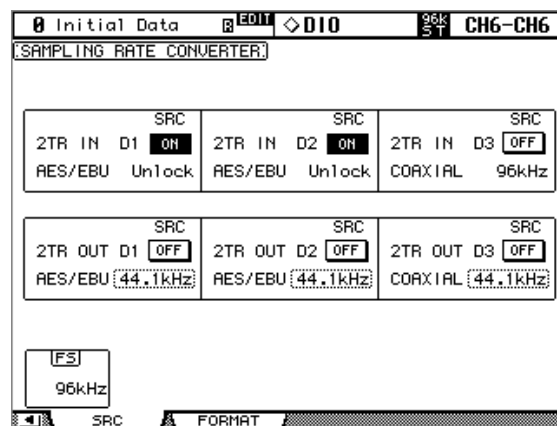 0 Initial Data R EDIT ◇DIO 96k ST CH6-CH6
SAMPLING RATE CONVERTER
SRC SRC SRC
2TR IN D1 ON 2TR IN D2 ON 2TR IN D3 OFF
AES/EBU Unlock AES/EBU Unlock COAXIAL 96kHz
SRC SRC SRC
2TR OUT D1 OFF 2TR OUT D2 OFF 2TR OUT D3 OFF
AES/EBU 44.1kHz AES/EBU 44.1kHz COAXIAL 44.1kHz
FS
96kHz
SRC FORMAT